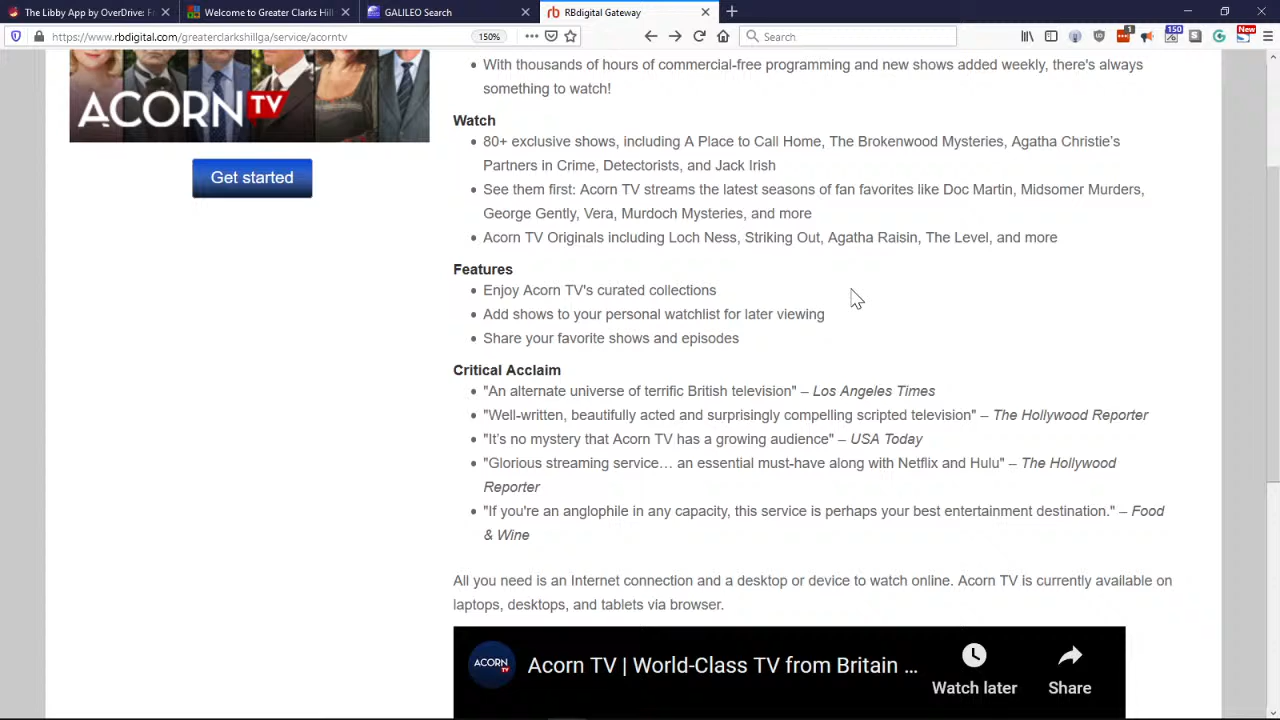 The Libby App by OverDrive: F
Welcome to Greater Clarks Hill
GALILEO Search
RBdigital Gateway
https://www.rbdigital.com/greaterclarkshillga/service/acorntv
150%
Search
1
150
New
ACORN TV
Get started
With thousands of hours of commercial-free programming and new shows added weekly, there's always
something to watch!
Watch
80+ exclusive shows, including A Place to Call Home, The Brokenwood Mysteries, Agatha Christie's
Partners in Crime, Detectorists, and Jack Irish
See them first: Acorn TV streams the latest seasons of fan favorites like Doc Martin, Midsomer Murders,
George Gently, Vera, Murdoch Mysteries, and more
Acorn TV Originals including Loch Ness, Striking Out, Agatha Raisin, The Level, and more
Features
Enjoy Acorn TV's curated collections
Add shows to your personal watchlist for later viewing
Share your favorite shows and episodes
Critical Acclaim
"An alternate universe of terrific British television" – Los Angeles Times
"Well-written, beautifully acted and surprisingly compelling scripted television" – The Hollywood Reporter
"It's no mystery that Acorn TV has a growing audience" – USA Today
"Glorious streaming service… an essential must-have along with Netflix and Hulu" – The Hollywood
Reporter
"If you're an anglophile in any capacity, this service is perhaps your best entertainment destination." – Food
& Wine
All you need is an Internet connection and a desktop or device to watch online. Acorn TV is currently available on
laptops, desktops, and tablets via browser.
ACORN TV
Acorn TV | World-Class TV from Britain ...
Watch later
Share